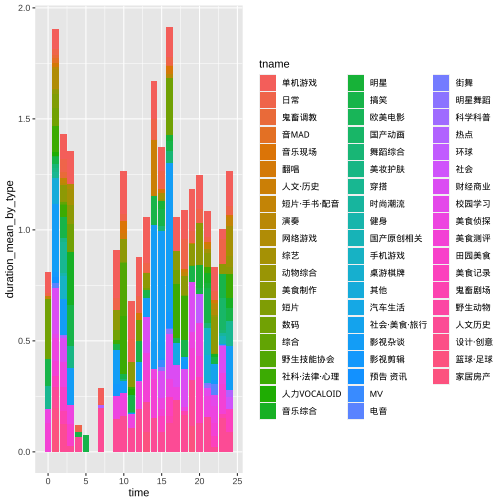 tname
单机游戏
日常
鬼畜调教
音MAD
音乐现场
翻唱
人文·历史
短片·手书·配音
演奏
网络游戏
综艺
动物综合
美食制作
短片
数码
综合
野生技能协会
社科·法律·心理
人力VOCALOID
音乐综合
明星
搞笑
欧美电影
国产动画
舞蹈综合
美妆护肤
穿搭
时尚潮流
健身
国产原创相关
手机游戏
桌游棋牌
其他
汽车生活
社会·美食·旅行
影视杂谈
影视剪辑
预告 资讯
MV
电音
街舞
明星舞蹈
科学科普
热点
环球
社会
财经商业
校园学习
美食侦探
美食测评
田园美食
美食记录
鬼畜剧场
野生动物
人文历史
设计·创意
篮球·足球
家居房产
duration_mean_by_type
2.0
1.5
1.0
0.5
0.0
0 5 10 15 20 25
time